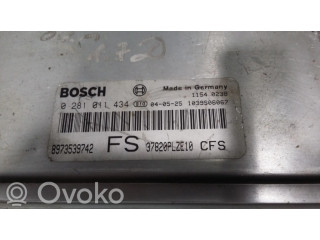 BOSCH
Made in Germany
1154 0238
0 281 011 434 04-05-25 1039S06067
8973539742 FS 37820PLZE10 CFS
Ovoko